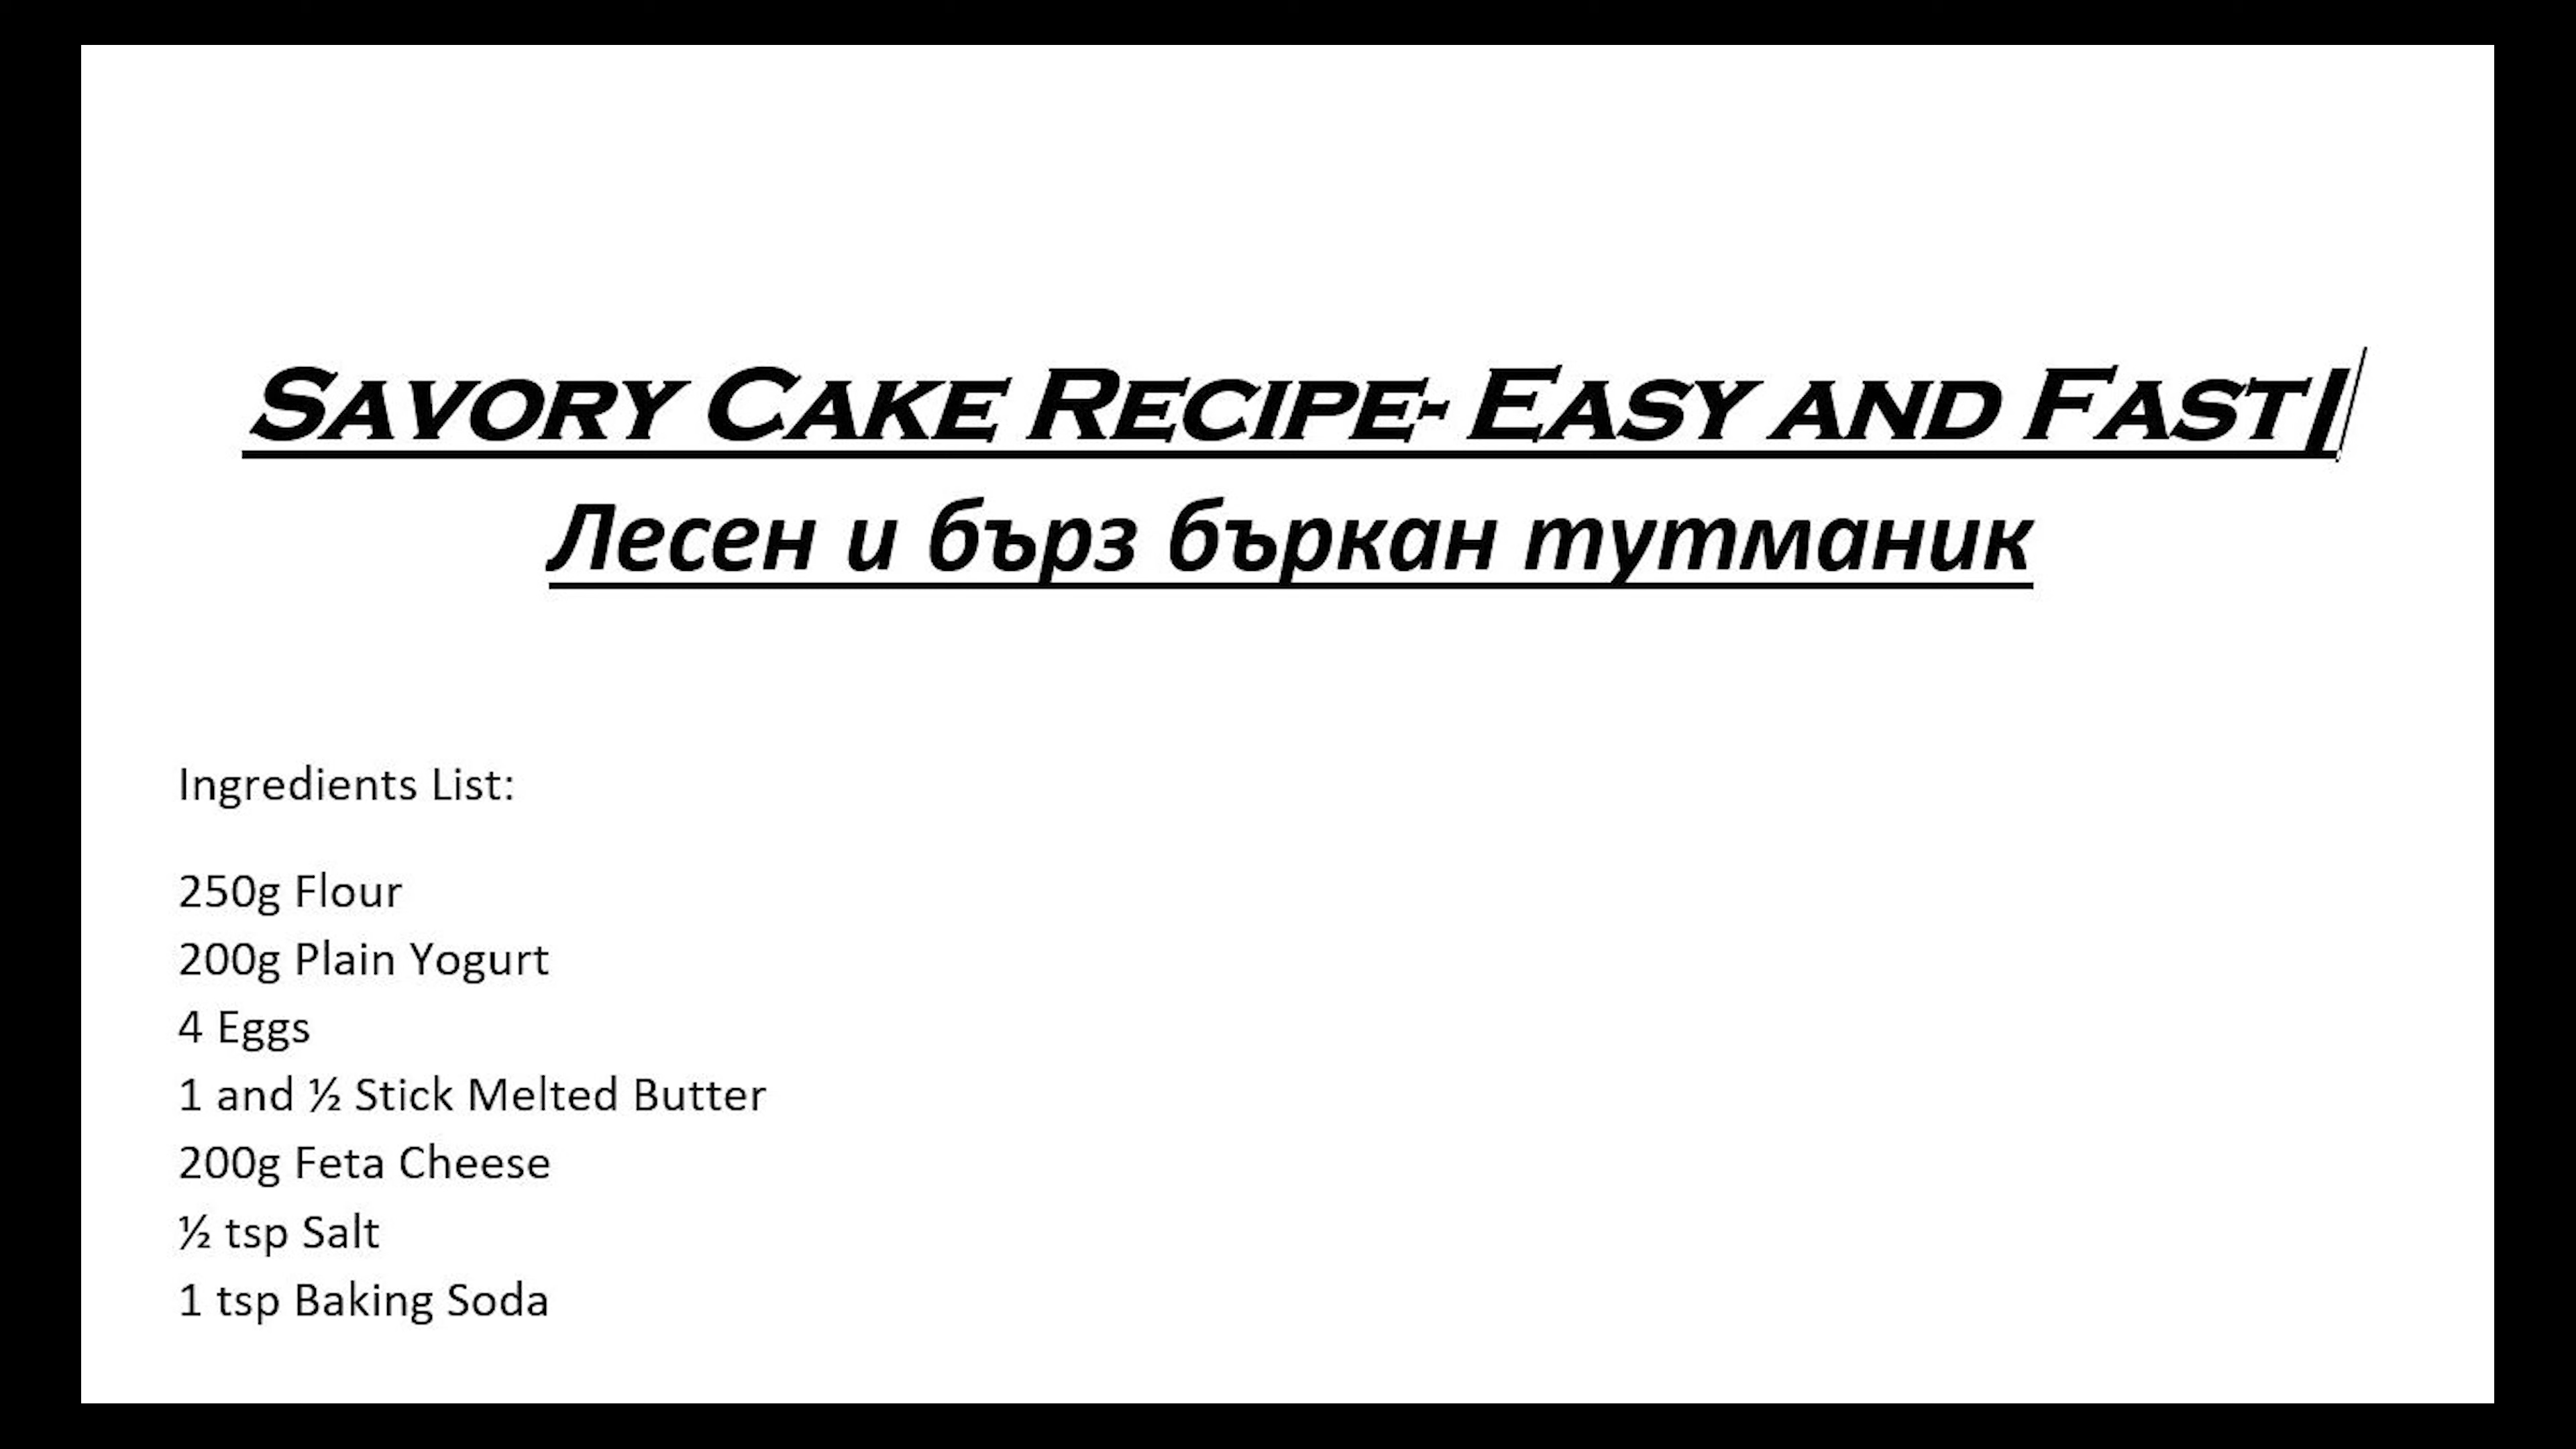 Savory Cake Recipe- Easy and Fast|
Лесен и бърз бъркан тутманик
Ingredients List:
250g Flour
200g Plain Yogurt
4 Eggs
1 and ½ Stick Melted Butter
200g Feta Cheese
½ tsp Salt
1 tsp Baking Soda